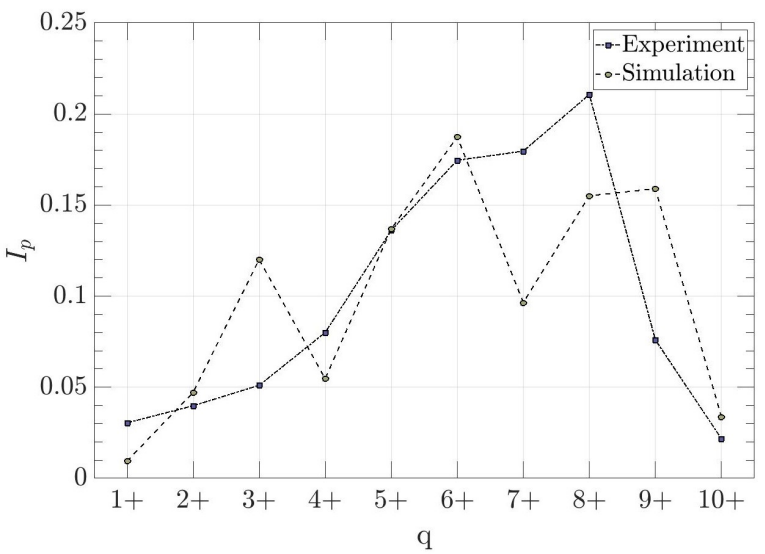 0.25
Experiment
Simulation
0.2
0.15
I_p
0.1
0.05
0
1+ 2+ 3+ 4+ 5+ 6+ 7+ 8+ 9+ 10+
q